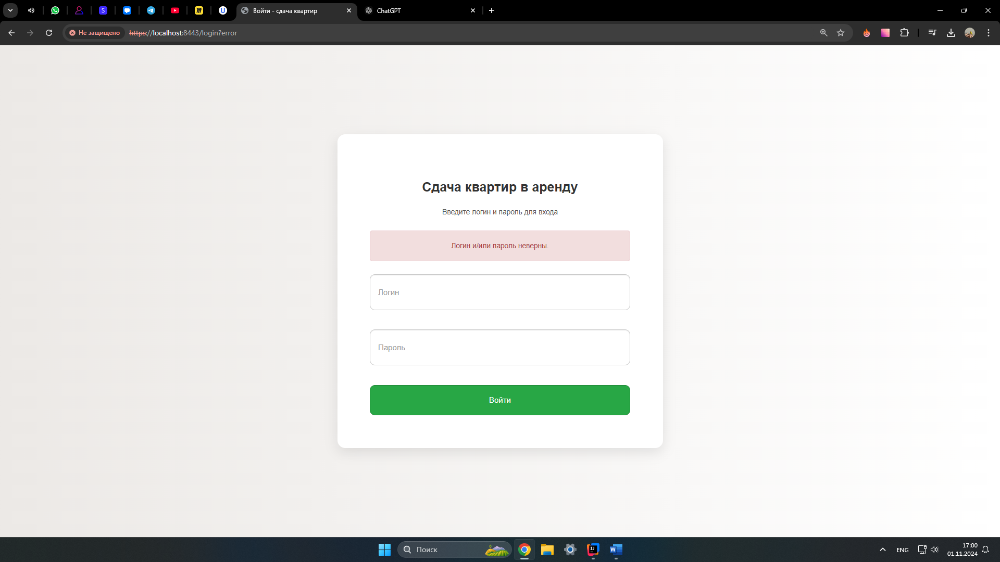 Войти - сдача квартир
ChatGPT
Не защищено
https://localhost:8443/login?error
Сдача квартир в аренду
Введите логин и пароль для входа
Логин и/или пароль неверны.
Логин
Пароль
Войти
Поиск
ENG
17:00
01.11.2024